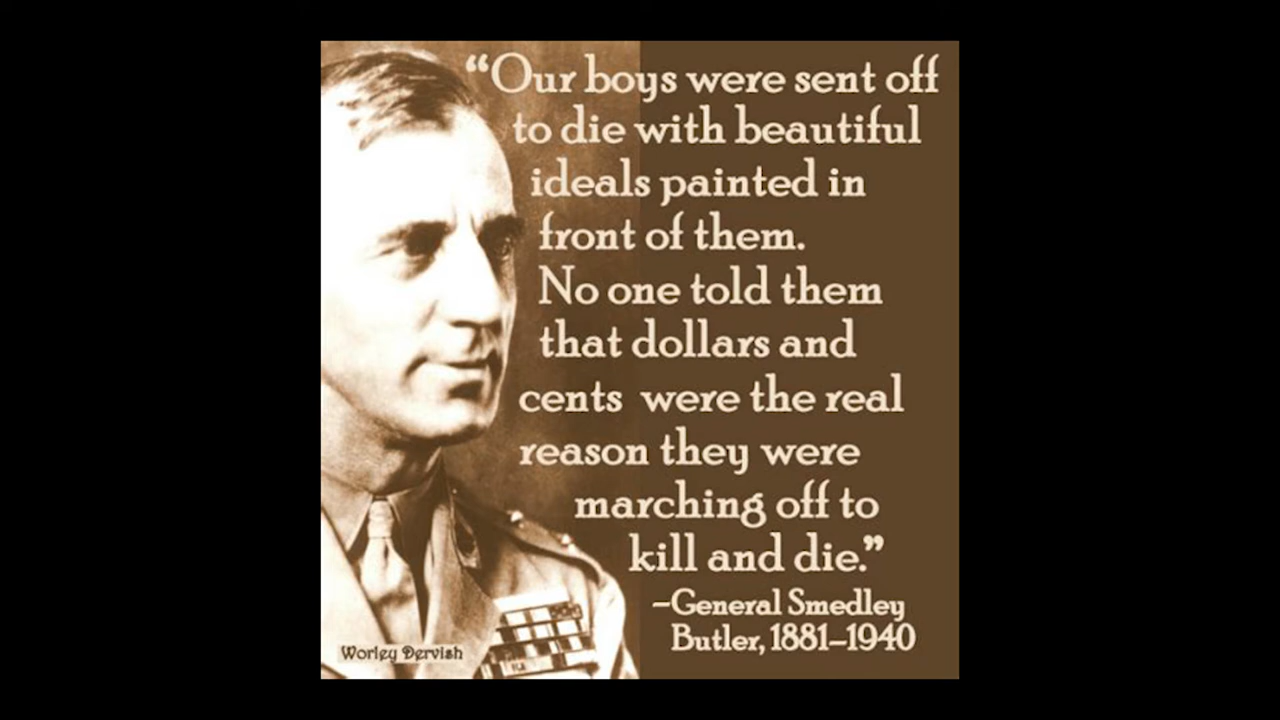 “Our boys were sent off
to die with beautiful
ideals painted in
front of them.
No one told them
that dollars and
cents were the real
reason they were
marching off to
kill and die.”
–General Smedley
Butler, 1881–1940
Worley Dervish